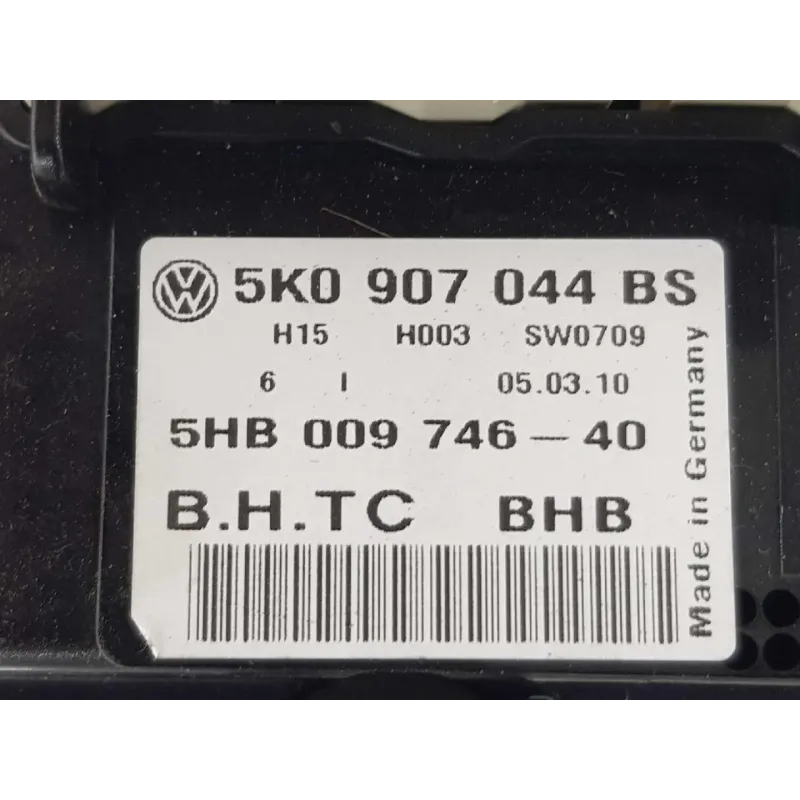 5K0 907 044 BS
H15 H003 SW0709
6 I 05.03.10
5HB 009 746-40
B.H.TC BHB
Made in Germany